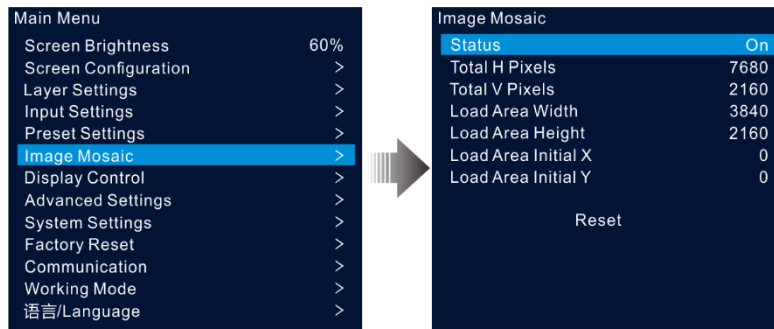 Main Menu
Screen Brightness 60%
Screen Configuration >
Layer Settings >
Input Settings >
Preset Settings >
Image Mosaic >
Display Control >
Advanced Settings >
System Settings >
Factory Reset >
Communication >
Working Mode >
语言/Language >
Image Mosaic
Status On
Total H Pixels 7680
Total V Pixels 2160
Load Area Width 3840
Load Area Height 2160
Load Area Initial X 0
Load Area Initial Y 0
Reset